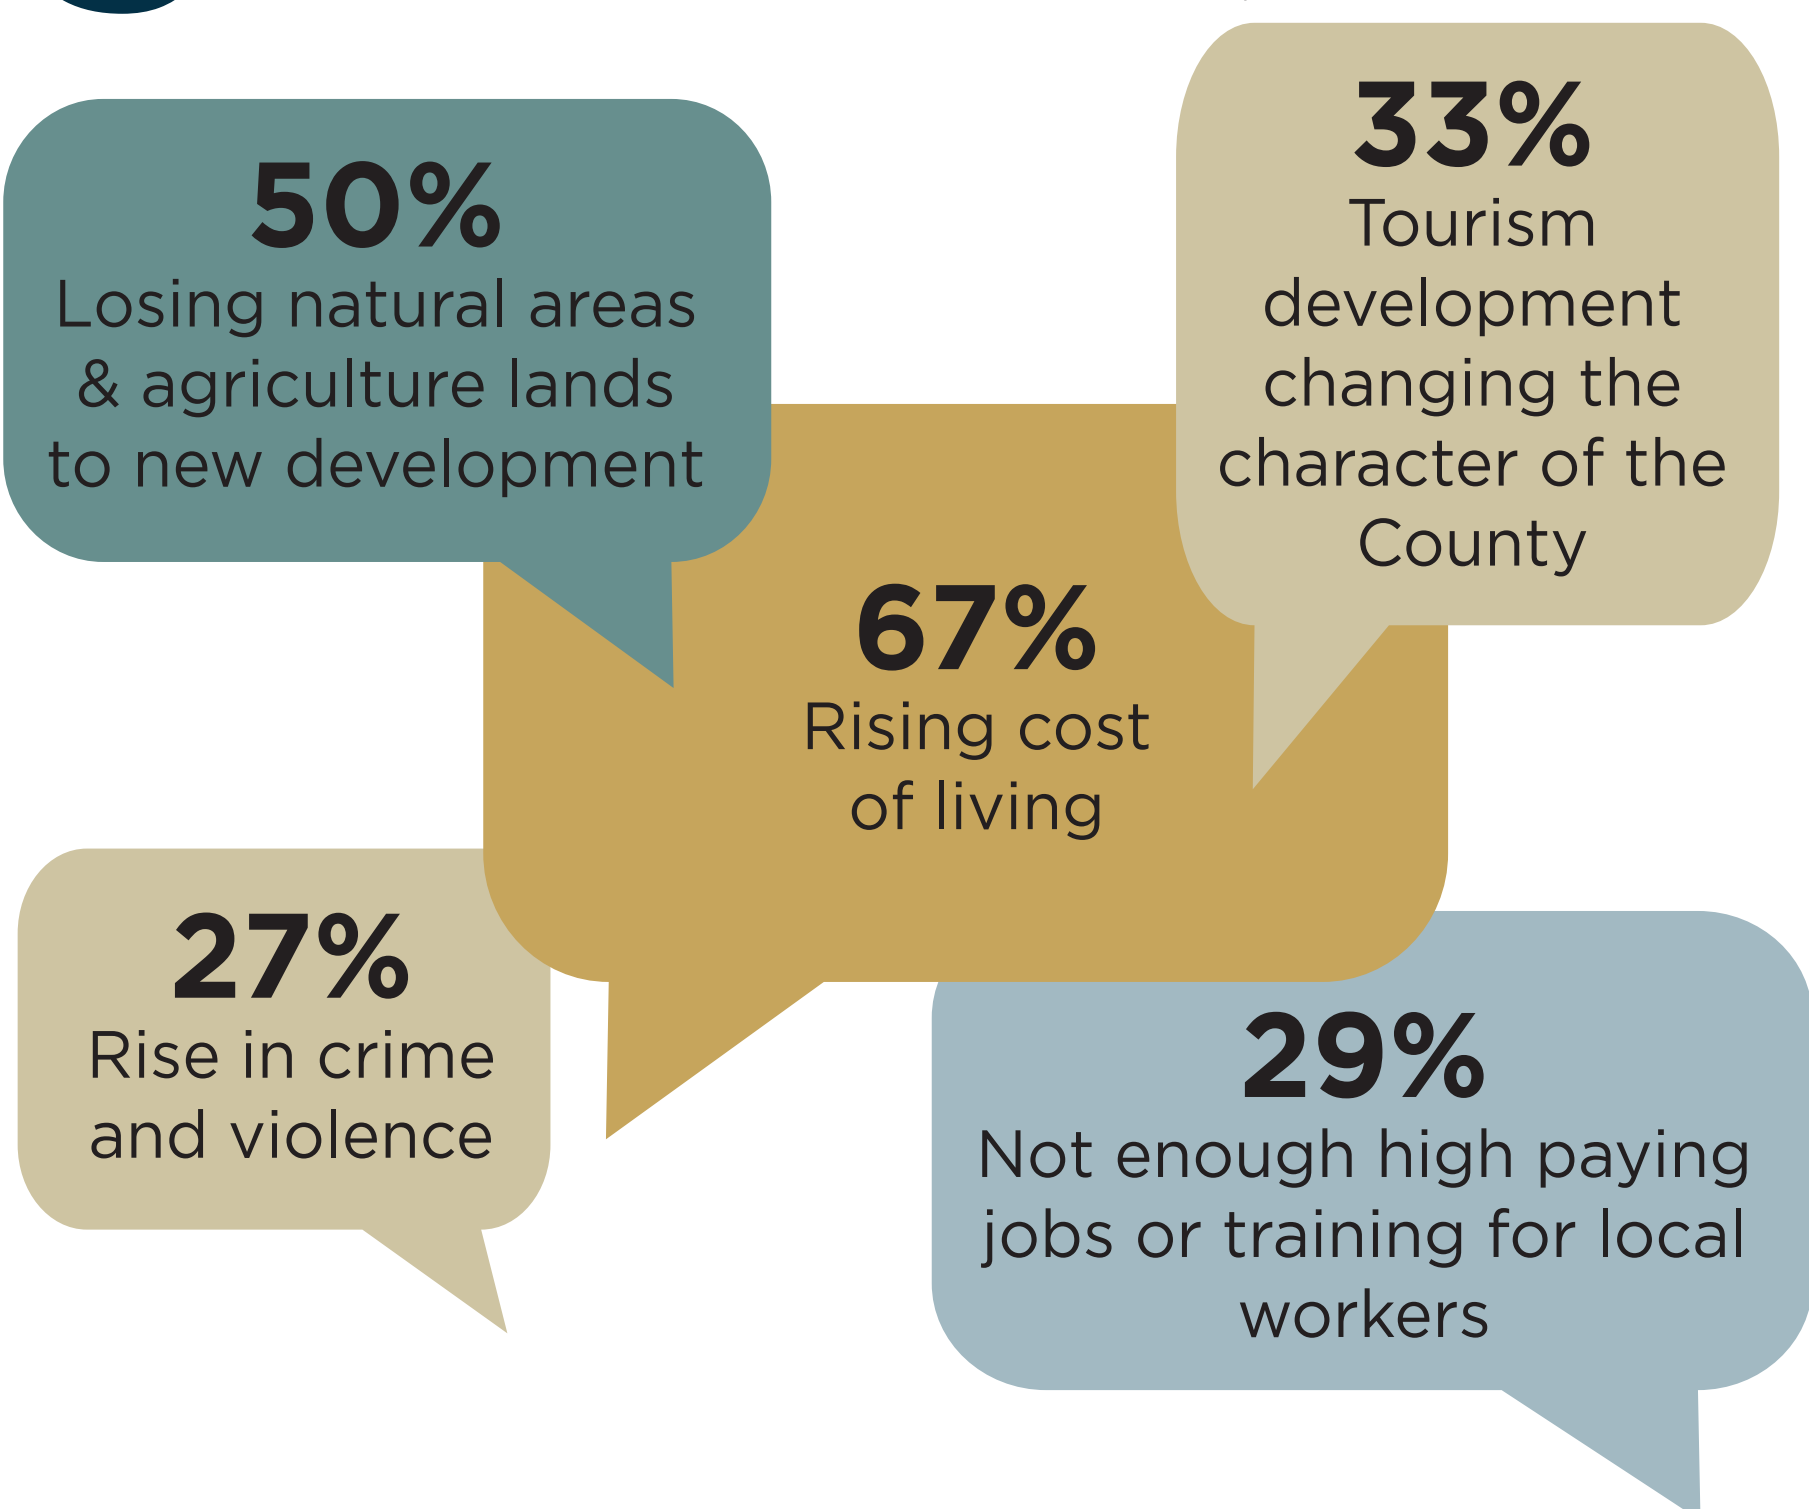 50%
Losing natural areas
& agriculture lands
to new development
33%
Tourism
development
changing the
character of the
County
67%
Rising cost
of living
27%
Rise in crime
and violence
29%
Not enough high paying
jobs or training for local
workers